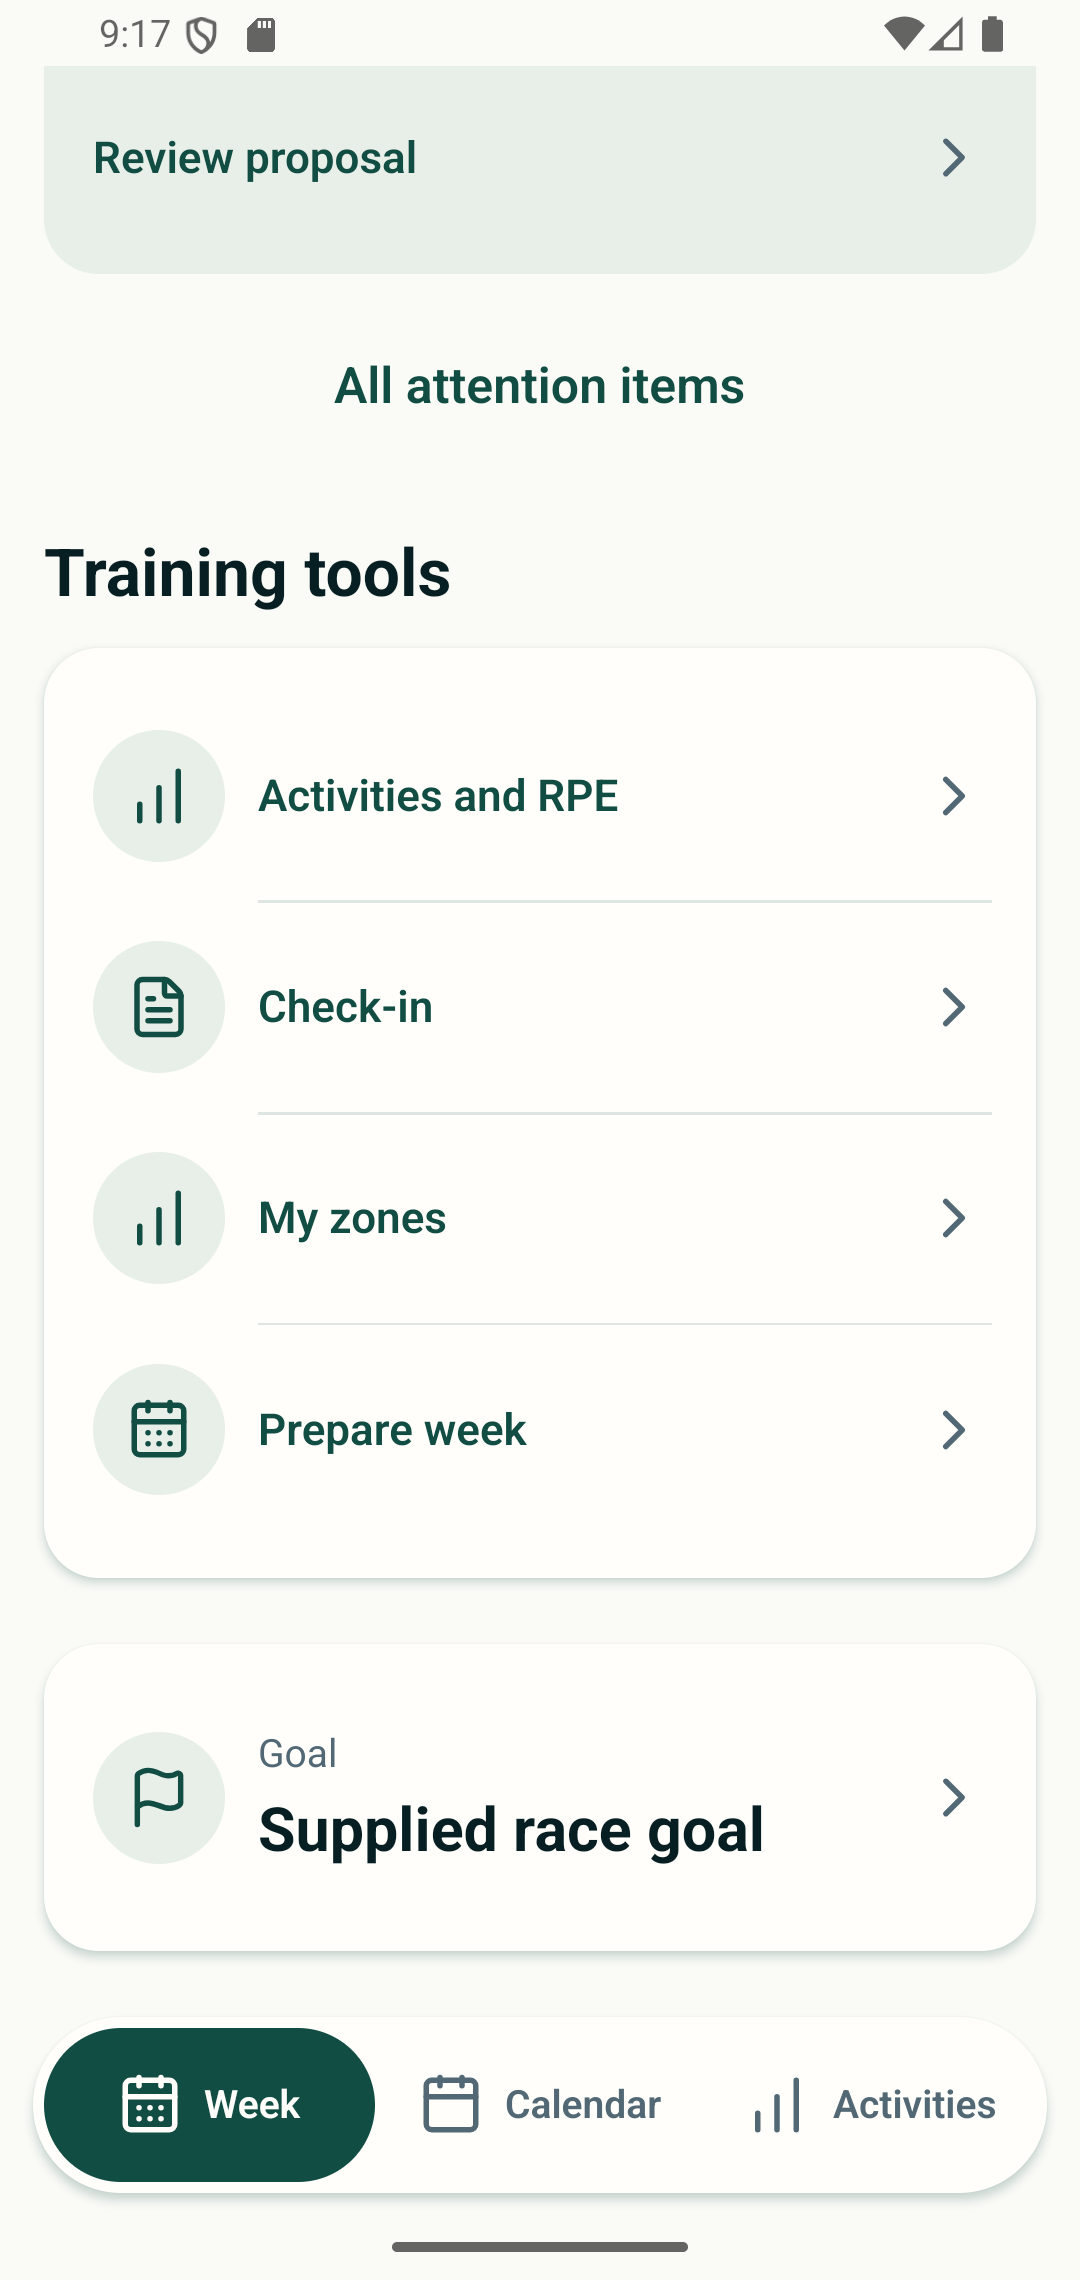 9:17
Review proposal
All attention items
Training tools
Activities and RPE
Check-in
My zones
Prepare week
Goal
Supplied race goal
Week
Calendar
Activities